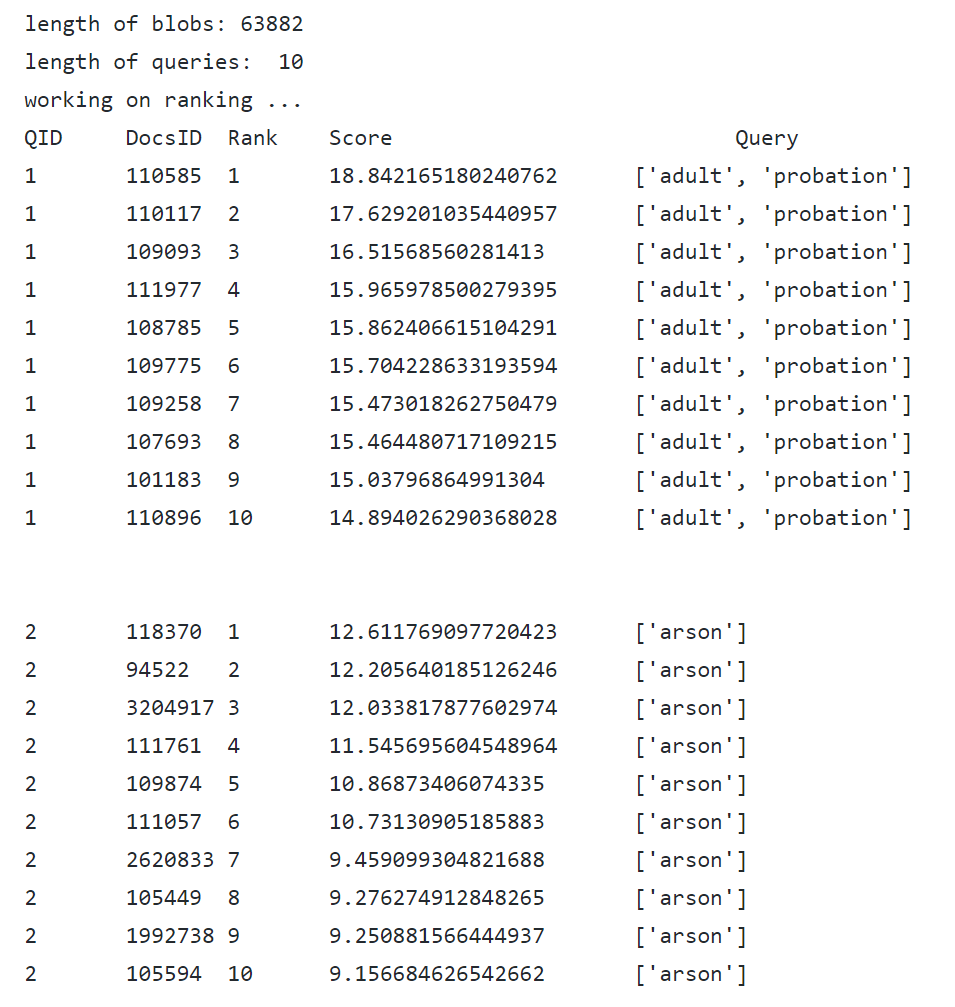 length of blobs: 63882
length of queries:  10
working on ranking ...
QID     DocsID  Rank    Score                           Query
1       110585  1       18.842165180240762      ['adult', 'probation']
1       110117  2       17.629201035440957      ['adult', 'probation']
1       109093  3       16.51568560281413       ['adult', 'probation']
1       111977  4       15.965978500279395      ['adult', 'probation']
1       108785  5       15.862406615104291      ['adult', 'probation']
1       109775  6       15.704228633193594      ['adult', 'probation']
1       109258  7       15.473018262750479      ['adult', 'probation']
1       107693  8       15.464480717109215      ['adult', 'probation']
1       101183  9       15.03796864991304       ['adult', 'probation']
1       110896  10      14.894026290368028      ['adult', 'probation']
2       118370  1       12.611769097720423      ['arson']
2       94522   2       12.205640185126246      ['arson']
2       3204917 3       12.033817877602974      ['arson']
2       111761  4       11.545695604548964      ['arson']
2       109874  5       10.86873406074335       ['arson']
2       111057  6       10.73130905185883       ['arson']
2       2620833 7       9.459099304821688       ['arson']
2       105449  8       9.276274912848265       ['arson']
2       1992738 9       9.250881566444937       ['arson']
2       105594  10      9.156684626542662       ['arson']